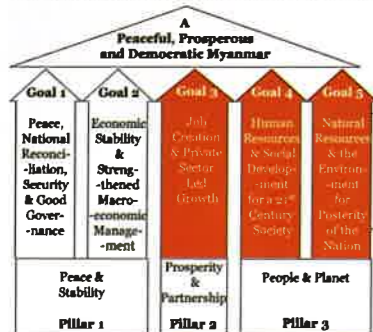 A
Peaceful, Prosperous
and Democratic Myanmar
Goal 1
Peace,
National
Reconci-
-liation,
Security
& Good
Gover-
nance
Goal 2
Economic
Stability
&
Streng-
thened
Macro-
-economic
Manage-
ment
Goal 3
Job
Creation
& Private
Sector
Led
Growth
Goal 4
Human
Resources
& Social
Develop-
-ment
for a 21st
Century
Society
Goal 5
Natural
Resources
& the
Environ-
-ment
for
Posterity
of the
Nation
Peace &
Stability
Pillar 1
Prosperity
&
Partnership
Pillar 2
People & Planet
Pillar 3